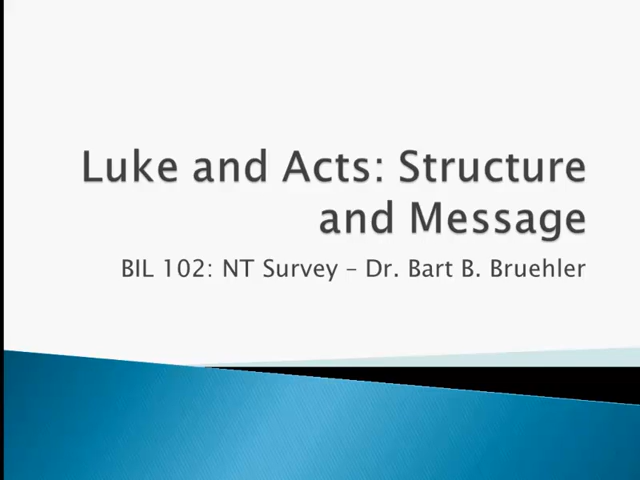 Luke and Acts: Structure
and Message
BIL 102: NT Survey – Dr. Bart B. Bruehler